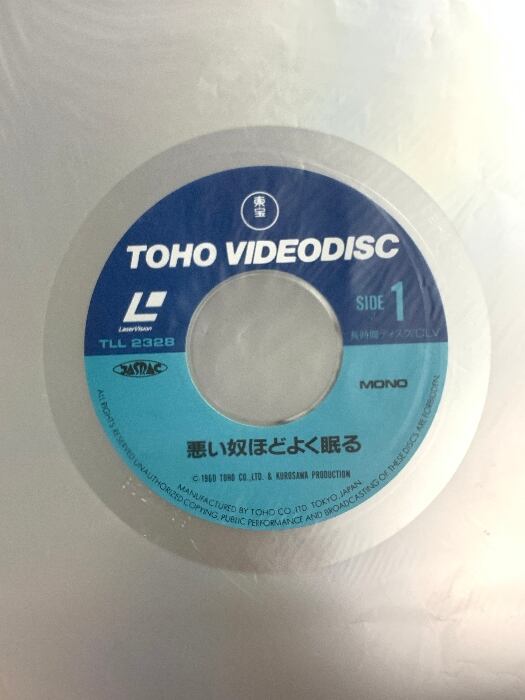 東宝
TOHO VIDEODISC
LaserVision
SIDE 1
TLL 2328
長時間ディスク/CLV
JASRAC
MONO
悪い奴ほどよく眠る
© 1960 TOHO CO.,LTD. & KUROSAWA PRODUCTION
MANUFACTURED BY TOHO CO.,LTD. TOKYO, JAPAN
ALL RIGHTS RESERVED UNAUTHORIZED COPYING, PUBLIC PERFORMANCE AND BROADCASTING OF THESE DISCS ARE FORBIDDEN.